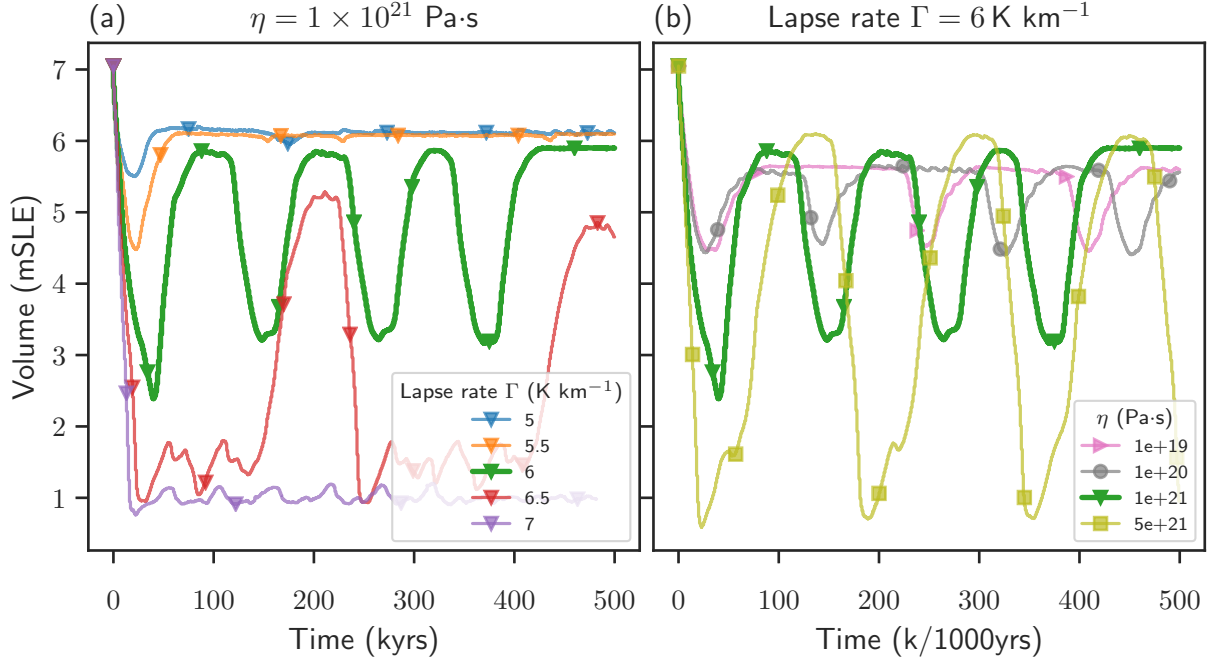 (a)
η = 1 × 10²¹ Pa·s
(b)
Lapse rate Γ = 6 K km⁻¹
Volume (mSLE)
7
6
5
4
3
2
1
Lapse rate Γ (K km⁻¹)
5
5.5
6
6.5
7
η (Pa·s)
1e+19
1e+20
1e+21
5e+21
0 100 200 300 400 500
0 100 200 300 400 500
Time (kyrs)
Time (k/1000yrs)